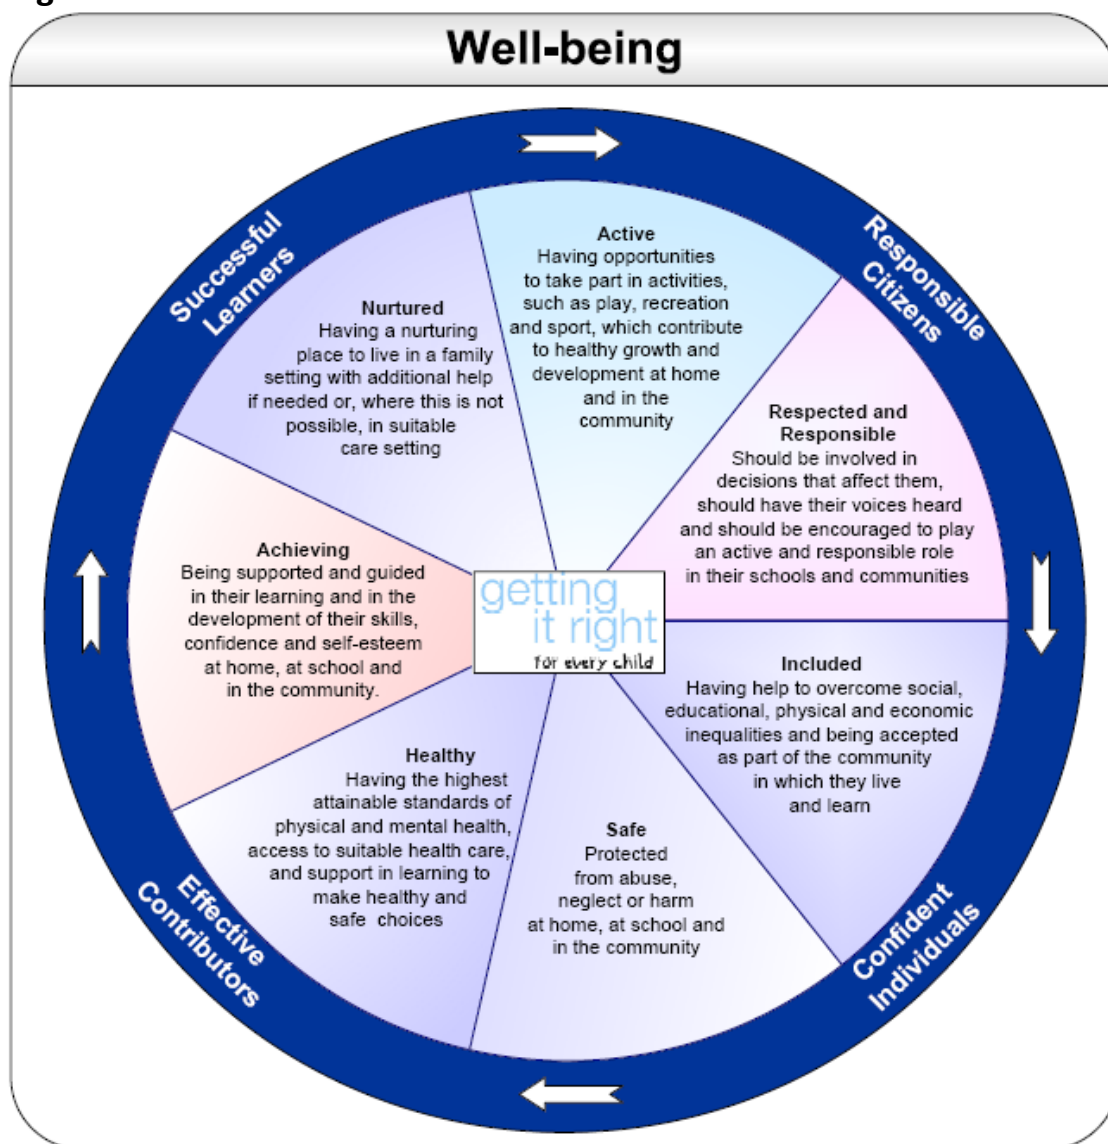 Well-being
Successful
Learners
Responsible
Citizens
Active
Having opportunities
to take part in activities,
such as play, recreation
and sport, which contribute
to healthy growth and
development at home
and in the
community
Nurtured
Having a nurturing
place to live in a family
setting with additional help
if needed or, where this is not
possible, in suitable
care setting
Respected and
Responsible
Should be involved in
decisions that affect them,
should have their voices heard
and should be encouraged to play
an active and responsible role
in their schools and communities
Achieving
Being supported and guided
in their learning and in the
development of their skills,
confidence and self-esteem
at home, at school and
in the community.
getting
it right
for every child
Included
Having help to overcome social,
educational, physical and economic
inequalities and being accepted
as part of the community
in which they live
and learn
Healthy
Having the highest
attainable standards of
physical and mental health,
access to suitable health care,
and support in learning to
make healthy and
safe choices
Safe
Protected
from abuse,
neglect or harm
at home, at school and
in the community
Effective
Contributors
Confident
Individuals